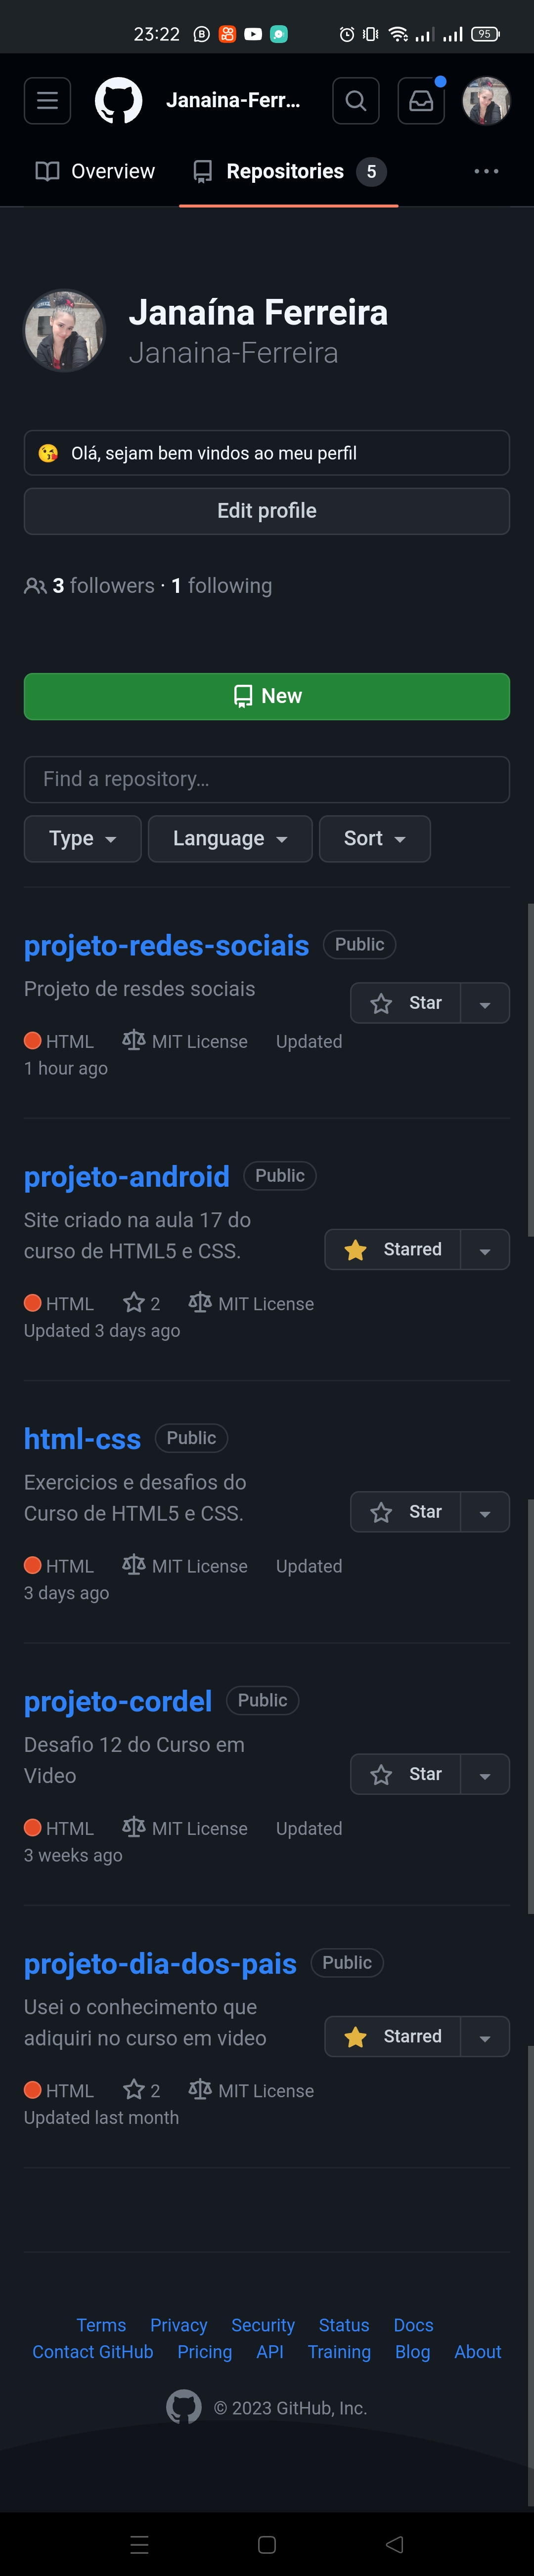 23:22
95
Janaina-Ferr...
Overview
Repositories 5
Janaína Ferreira
Janaina-Ferreira
Olá, sejam bem vindos ao meu perfil
Edit profile
3 followers · 1 following
New
Find a repository...
Type
Language
Sort
projeto-redes-sociais Public
Projeto de resdes sociais
Star
HTML MIT License Updated
1 hour ago
projeto-android Public
Site criado na aula 17 do
curso de HTML5 e CSS.
Starred
HTML 2 MIT License
Updated 3 days ago
html-css Public
Exercicios e desafios do
Curso de HTML5 e CSS.
Star
HTML MIT License Updated
3 days ago
projeto-cordel Public
Desafio 12 do Curso em
Video
Star
HTML MIT License Updated
3 weeks ago
projeto-dia-dos-pais Public
Usei o conhecimento que
adiquiri no curso em video
Starred
HTML 2 MIT License
Updated last month
Terms Privacy Security Status Docs
Contact GitHub Pricing API Training Blog About
© 2023 GitHub, Inc.